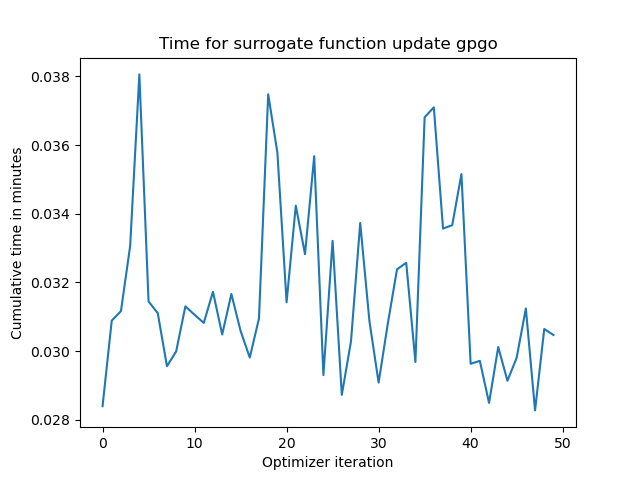 Time for surrogate function update gpgo
0.038
0.036
0.034
0.032
0.030
0.028
Cumulative time in minutes
0 10 20 30 40 50
Optimizer iteration